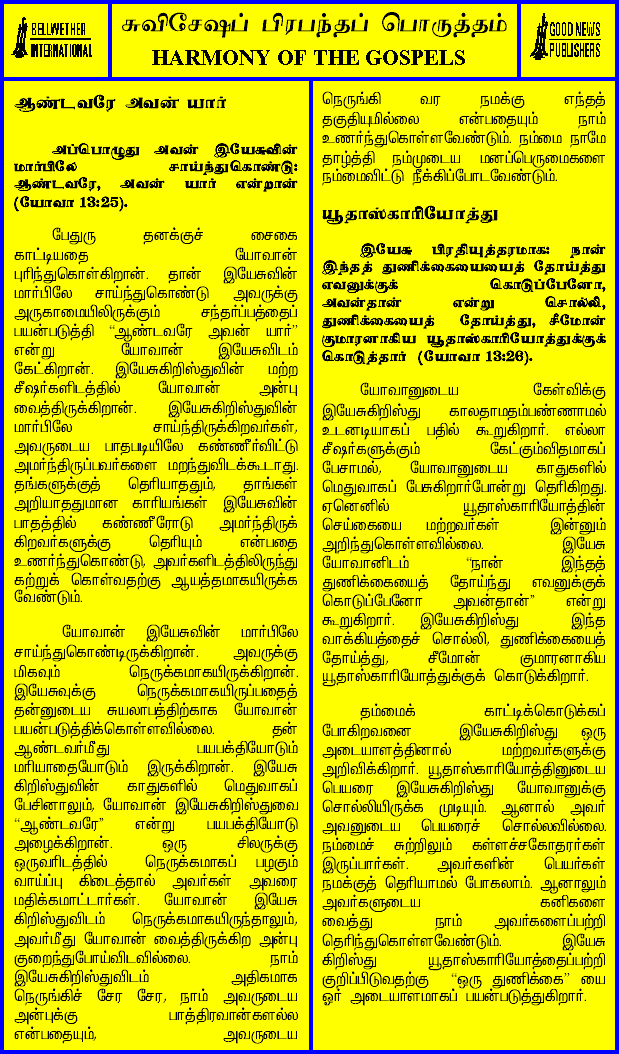 BELLWETHER
INTERNATIONAL
சுவிசேஷப் பிரபந்தப் பொருத்தம்
HARMONY OF THE GOSPELS
GOOD NEWS
PUBLISHERS
ஆண்டவரே அவன் யார்
அப்பொழுது அவன் இயேசுவின்
மார்பிலே சாய்ந்துகொண்டு:
ஆண்டவரே, அவன் யார் என்றான்
(யோவா 13:25).
பேதுரு தனக்குச் சைகை
காட்டியதை யோவான்
புரிந்துகொள்கிறான். தான் இயேசுவின்
மார்பிலே சாய்ந்துகொண்டு அவருக்கு
அருகாமையிலிருக்கும் சந்தர்ப்பத்தைப்
பயன்படுத்தி “ஆண்டவரே அவன் யார்”
என்று யோவான் இயேசுவிடம்
கேட்கிறான். இயேசுகிறிஸ்துவின் மற்ற
சீஷர்களிடத்தில் யோவான் அன்பு
வைத்திருக்கிறான். இயேசுகிறிஸ்துவின்
மார்பிலே சாய்ந்திருக்கிறவர்கள்,
அவருடைய பாதபடியிலே கண்ணீர்விட்டு
அமர்ந்திருப்பவர்களை மறந்துவிடக்கூடாது.
தங்களுக்குத் தெரியாததும், தாங்கள்
அறியாததுமான காரியங்கள் இயேசுவின்
பாதத்தில் கண்ணீரோடு அமர்ந்திருக்
கிறவர்களுக்கு தெரியும் என்பதை
உணர்ந்துகொண்டு, அவர்களிடத்திலிருந்து
கற்றுக் கொள்வதற்கு ஆயத்தமாகயிருக்க
வேண்டும்.
யோவான் இயேசுவின் மார்பிலே
சாய்ந்துகொண்டிருக்கிறான். அவருக்கு
மிகவும் நெருக்கமாகயிருக்கிறான்.
இயேசுவுக்கு நெருக்கமாகயிருப்பதைத்
தன்னுடைய சுயலாபத்திற்காக யோவான்
பயன்படுத்திக்கொள்ளவில்லை. தன்
ஆண்டவர்மீது பயபக்தியோடும்
மரியாதையோடும் இருக்கிறான். இயேசு
கிறிஸ்துவின் காதுகளில் மெதுவாகப்
பேசினாலும், யோவான் இயேசுகிறிஸ்துவை
“ஆண்டவரே” என்று பயபக்தியோடு
அழைக்கிறான். ஒரு சிலருக்கு
ஒருவரிடத்தில் நெருக்கமாகப் பழகும்
வாய்ப்பு கிடைத்தால் அவர்கள் அவரை
மதிக்கமாட்டார்கள். யோவான் இயேசு
கிறிஸ்துவிடம் நெருக்கமாகயிருந்தாலும்,
அவர்மீது யோவான் வைத்திருக்கிற அன்பு
குறைந்துபோய்விடவில்லை. நாம்
இயேசுகிறிஸ்துவிடம் அதிகமாக
நெருங்கிச் சேர சேர, நாம் அவருடைய
அன்புக்கு பாத்திரவான்களல்ல
என்பதையும், அவருடைய
நெருங்கி வர நமக்கு எந்தத்
தகுதியுமில்லை என்பதையும் நாம்
உணர்ந்துகொள்ளவேண்டும். நம்மை நாமே
தாழ்த்தி நம்முடைய மனப்பெருமைகளை
நம்மைவிட்டு நீக்கிப்போடவேண்டும்.
யூதாஸ்காரியோத்து
இயேசு பிரதியுத்தரமாக: நான்
இந்தத் துணிக்கையையைத் தோய்த்து
எவனுக்குக் கொடுப்பேனோ,
அவன்தான் என்று சொல்லி,
துணிக்கையைத் தோய்த்து, சீமோன்
குமாரனாகிய யூதாஸ்காரியோத்துக்குக்
கொடுத்தார் (யோவா 13:26).
யோவானுடைய கேள்விக்கு
இயேசுகிறிஸ்து காலதாமதம்பண்ணாமல்
உடனடியாகப் பதில் கூறுகிறார். எல்லா
சீஷர்களுக்கும் கேட்கும்விதமாகப்
பேசாமல், யோவானுடைய காதுகளில்
மெதுவாகப் பேசுகிறார்போன்று தெரிகிறது.
ஏனெனில் யூதாஸ்காரியோத்தின்
செய்கையை மற்றவர்கள் இன்னும்
அறிந்துகொள்ளவில்லை. இயேசு
யோவானிடம் “நான் இந்தத்
துணிக்கையைத் தோய்ந்து எவனுக்குக்
கொடுப்பேனோ அவன்தான்” என்று
கூறுகிறார். இயேசுகிறிஸ்து இந்த
வாக்கியத்தைச் சொல்லி, துணிக்கையைத்
தோய்த்து, சீமோன் குமாரனாகிய
யூதாஸ்காரியோத்துக்குக் கொடுக்கிறார்.
தம்மைக் காட்டிக்கொடுக்கப்
போகிறவனை இயேசுகிறிஸ்து ஒரு
அடையாளத்தினால் மற்றவர்களுக்கு
அறிவிக்கிறார். யூதாஸ்காரியோத்தினுடைய
பெயரை இயேசுகிறிஸ்து யோவானுக்கு
சொல்லியிருக்க முடியும். ஆனால் அவர்
அவனுடைய பெயரைச் சொல்லவில்லை.
நம்மைச் சுற்றிலும் கள்ளச்சகோதரர்கள்
இருப்பார்கள். அவர்களின் பெயர்கள்
நமக்குத் தெரியாமல் போகலாம். ஆனாலும்
அவர்களுடைய கனிகளை
வைத்து நாம் அவர்களைப்பற்றி
தெரிந்துகொள்ளவேண்டும். இயேசு
கிறிஸ்து யூதாஸ்காரியோத்தைப்பற்றி
குறிப்பிடுவதற்கு “ஒரு துணிக்கை” யை
ஓர் அடையாளமாகப் பயன்படுத்துகிறார்.